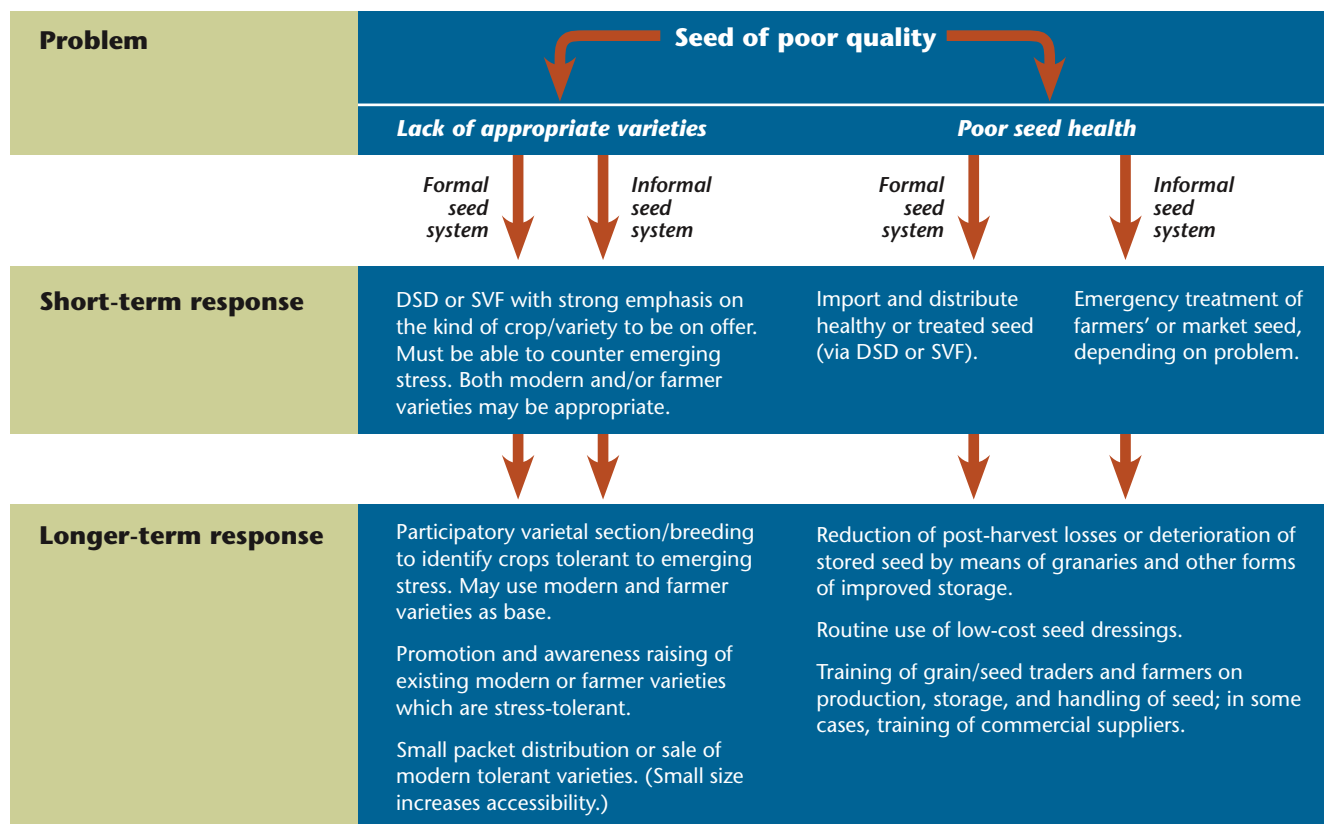 Problem
Seed of poor quality
Lack of appropriate varieties
Poor seed health
Formal
seed
system
Informal
seed
system
Formal
seed
system
Informal
seed
system
Short-term response
DSD or SVF with strong emphasis on
the kind of crop/variety to be on offer.
Must be able to counter emerging
stress. Both modern and/or farmer
varieties may be appropriate.
Import and distribute
healthy or treated seed
(via DSD or SVF).
Emergency treatment of
farmers’ or market seed,
depending on problem.
Longer-term response
Participatory varietal section/breeding
to identify crops tolerant to emerging
stress. May use modern and farmer
varieties as base.
Promotion and awareness raising of
existing modern or farmer varieties
which are stress-tolerant.
Small packet distribution or sale of
modern tolerant varieties. (Small size
increases accessibility.)
Reduction of post-harvest losses or deterioration of
stored seed by means of granaries and other forms
of improved storage.
Routine use of low-cost seed dressings.
Training of grain/seed traders and farmers on
production, storage, and handling of seed; in some
cases, training of commercial suppliers.